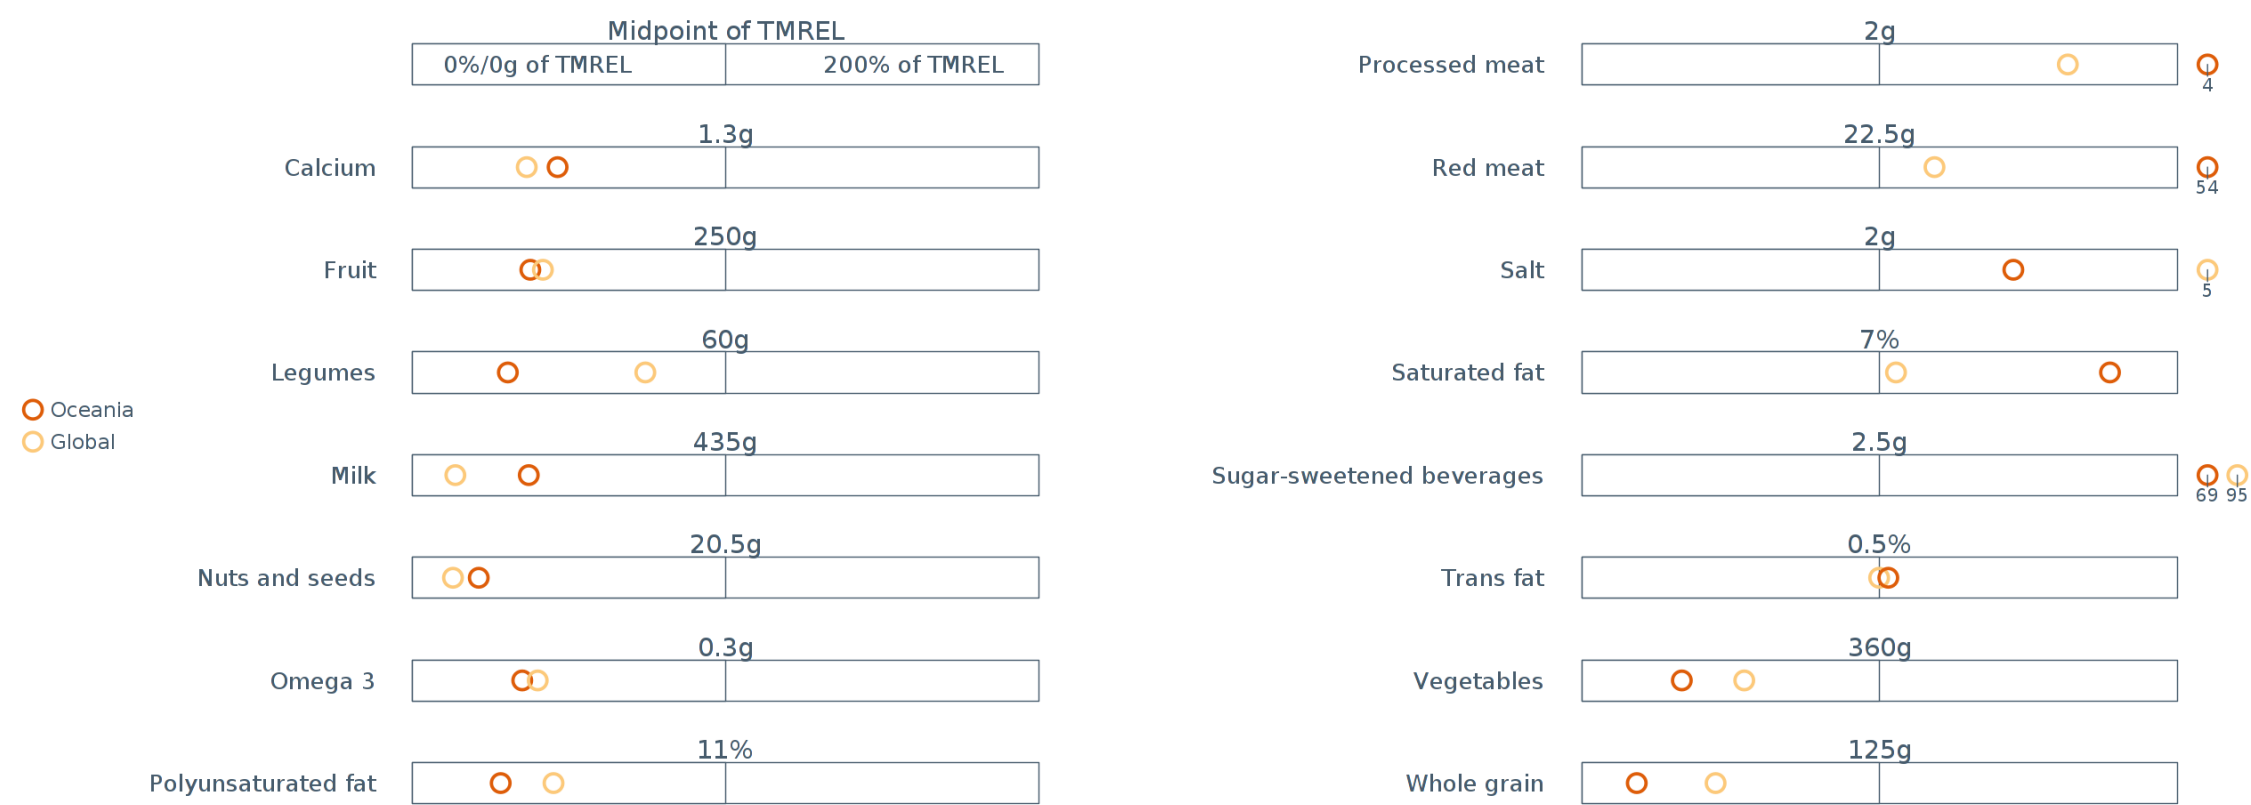 Midpoint of TMREL
0%/0g of TMREL 200% of TMREL
Calcium 1.3g
Fruit 250g
Legumes 60g
Milk 435g
Nuts and seeds 20.5g
Omega 3 0.3g
Polyunsaturated fat 11%
Oceania
Global
Processed meat 2g
4
Red meat 22.5g
54
Salt 2g
5
Saturated fat 7%
Sugar-sweetened beverages 2.5g
69 95
Trans fat 0.5%
Vegetables 360g
Whole grain 125g